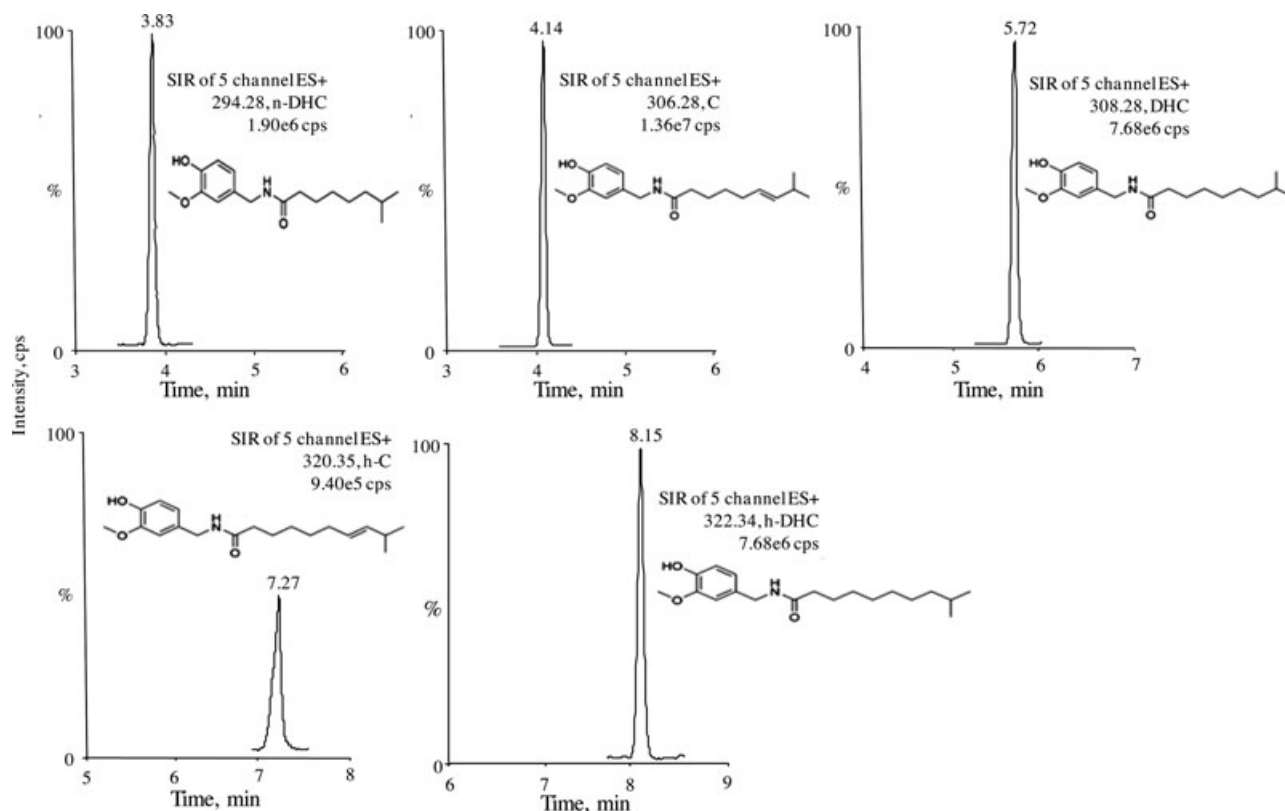 3.83
100
SIR of 5 channel ES+
294.28, n-DHC
1.90e6 cps
HO
O
H
N
O
%
0
3
4
5
6
Time, min
4.14
100
SIR of 5 channel ES+
306.28, C
1.36e7 cps
HO
O
H
N
O
%
0
3
4
5
6
Time, min
5.72
100
SIR of 5 channel ES+
308.28, DHC
7.68e6 cps
HO
O
H
N
O
%
0
4
5
6
7
Time, min
Intensity, cps
100
SIR of 5 channel ES+
320.35, h-C
9.40e5 cps
HO
O
H
N
O
7.27
%
0
5
6
7
8
Time, min
8.15
100
SIR of 5 channel ES+
322.34, h-DHC
7.68e6 cps
HO
O
H
N
O
%
0
6
7
8
9
Time, min